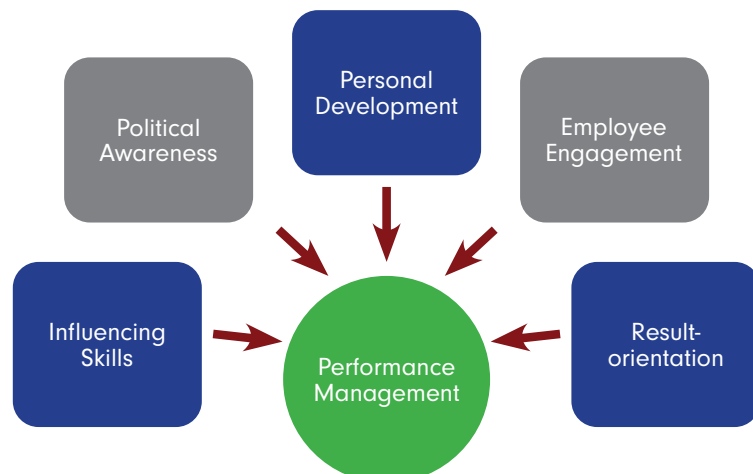 Personal
Development
Political
Awareness
Employee
Engagement
Influencing
Skills
Result-
orientation
Performance
Management